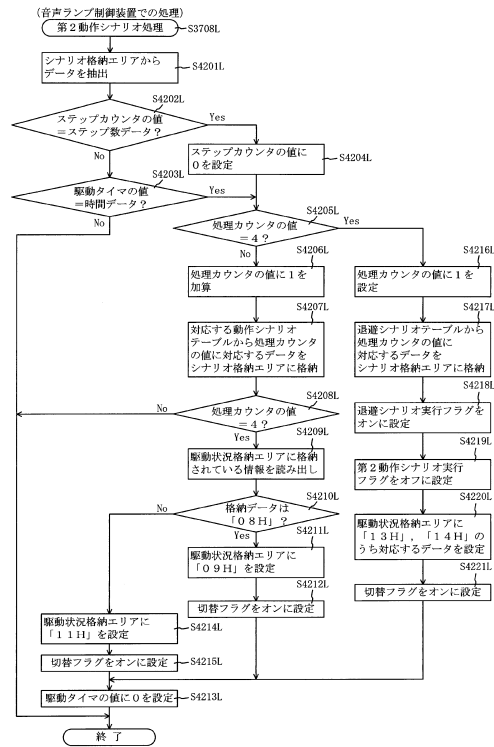 （音声ランプ制御装置での処理）
第２動作シナリオ処理
S3708L
シナリオ格納エリアから
データを抽出
S4201L
ステップカウンタの値
＝ステップ数データ？
S4202L
Yes
No
ステップカウンタの値に
０を設定
S4204L
駆動タイマの値
＝時間データ？
S4203L
Yes
No
処理カウンタの値
＝４？
S4205L
Yes
No
処理カウンタの値に１を
加算
S4206L
処理カウンタの値に１を
設定
S4216L
対応する動作シナリオ
テーブルから処理カウンタ
の値に対応するデータを
シナリオ格納エリアに格納
S4207L
退避シナリオテーブルから
処理カウンタの値に
対応するデータを
シナリオ格納エリアに格納
S4217L
処理カウンタの値
＝４？
S4208L
No
Yes
退避シナリオ実行フラグを
オンに設定
S4218L
駆動状況格納エリアに格納
されている情報を読み出し
S4209L
第２動作シナリオ実行
フラグをオフに設定
S4219L
格納データは
「０８Ｈ」？
S4210L
No
Yes
駆動状況格納エリアに
「１３Ｈ」，「１４Ｈ」の
うち対応するデータを設定
S4220L
駆動状況格納エリアに
「０９Ｈ」を設定
S4211L
切替フラグをオンに設定
S4221L
切替フラグをオンに設定
S4212L
駆動状況格納エリアに
「１１Ｈ」を設定
S4214L
切替フラグをオンに設定
S4215L
駆動タイマの値に０を設定
S4213L
終 了